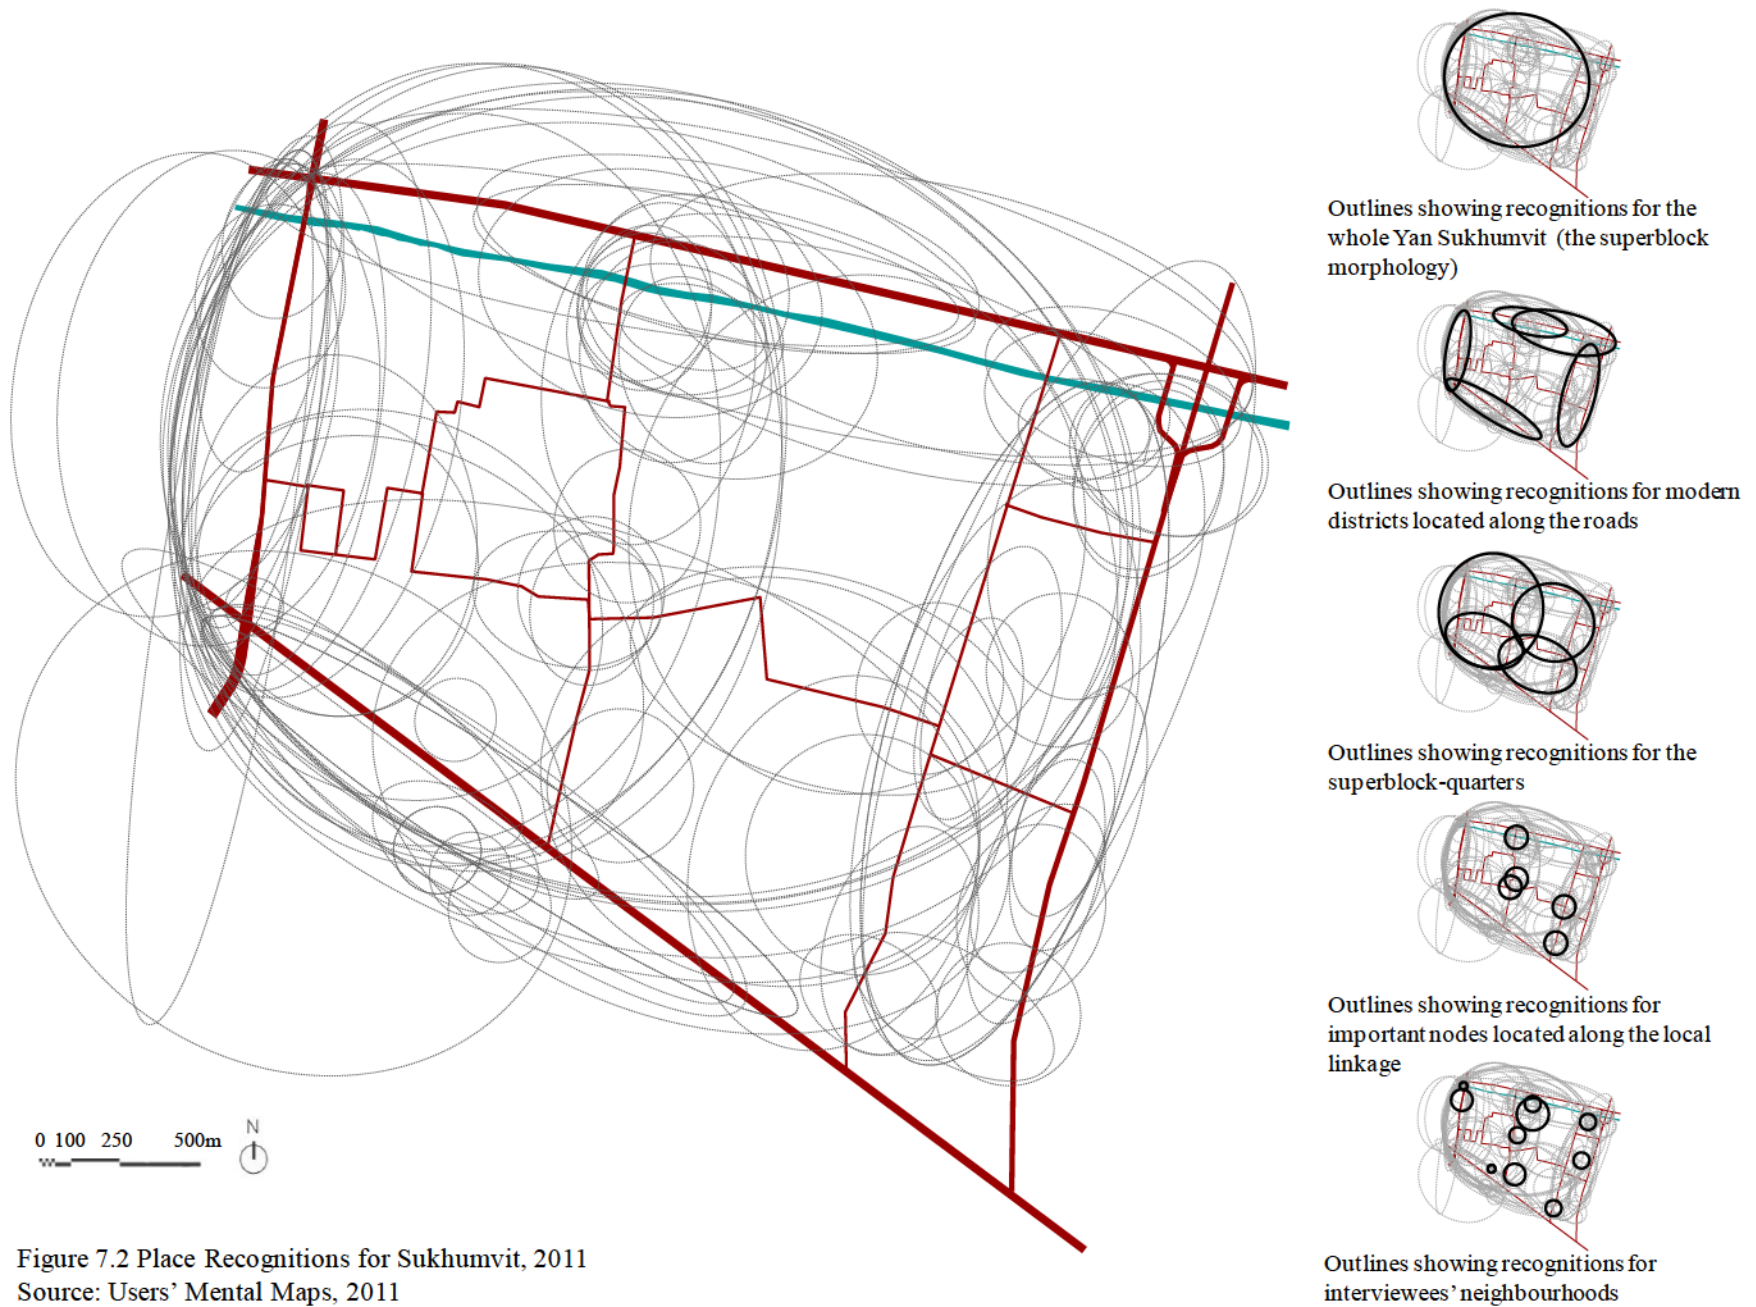 Outlines showing recognitions for the
whole Yan Sukhumvit (the superblock
morphology)
Outlines showing recognitions for modern
districts located along the roads
Outlines showing recognitions for the
superblock-quarters
Outlines showing recognitions for
important nodes located along the local
linkage
Outlines showing recognitions for
interviewees’ neighbourhoods
0 100 250 500m
N
Figure 7.2 Place Recognitions for Sukhumvit, 2011
Source: Users’ Mental Maps, 2011